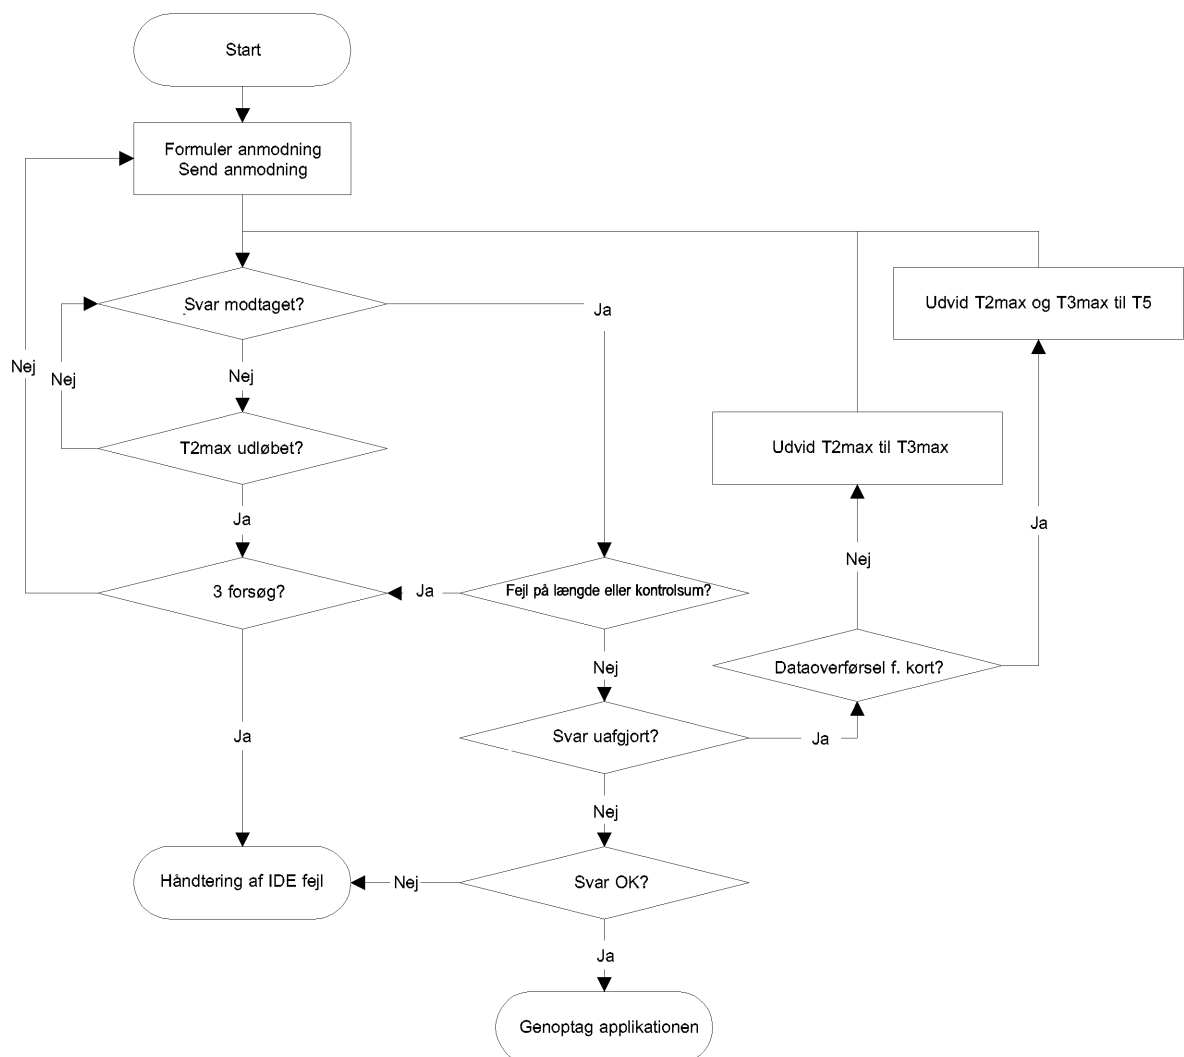 Start
Formuler anmodning
Send anmodning
Svar modtaget?
Ja
Udvid T2max og T3max til T5
Nej
Nej
Nej
T2max udløbet?
Udvid T2max til T3max
Ja
Ja
Nej
3 forsøg?
Ja
Fejl på længde eller kontrolsum?
Nej
Dataoverførsel f. kort?
Ja
Svar uafgjort?
Ja
Nej
Håndtering af IDE fejl
Nej
Svar OK?
Ja
Genoptag applikationen